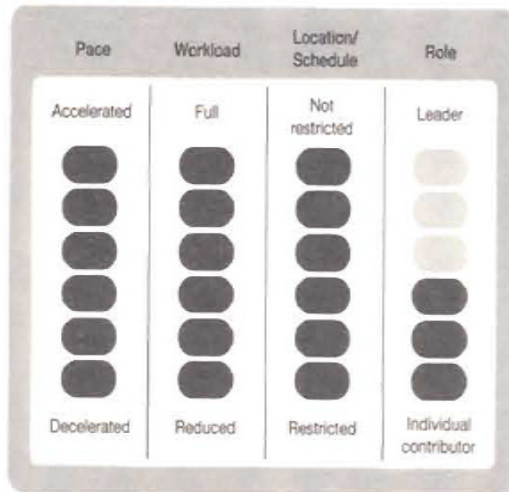 Pace
Workload
Location/
Schedule
Role
Accelerated
Full
Not
restricted
Leader
Decelerated
Reduced
Restricted
Individual
contributor